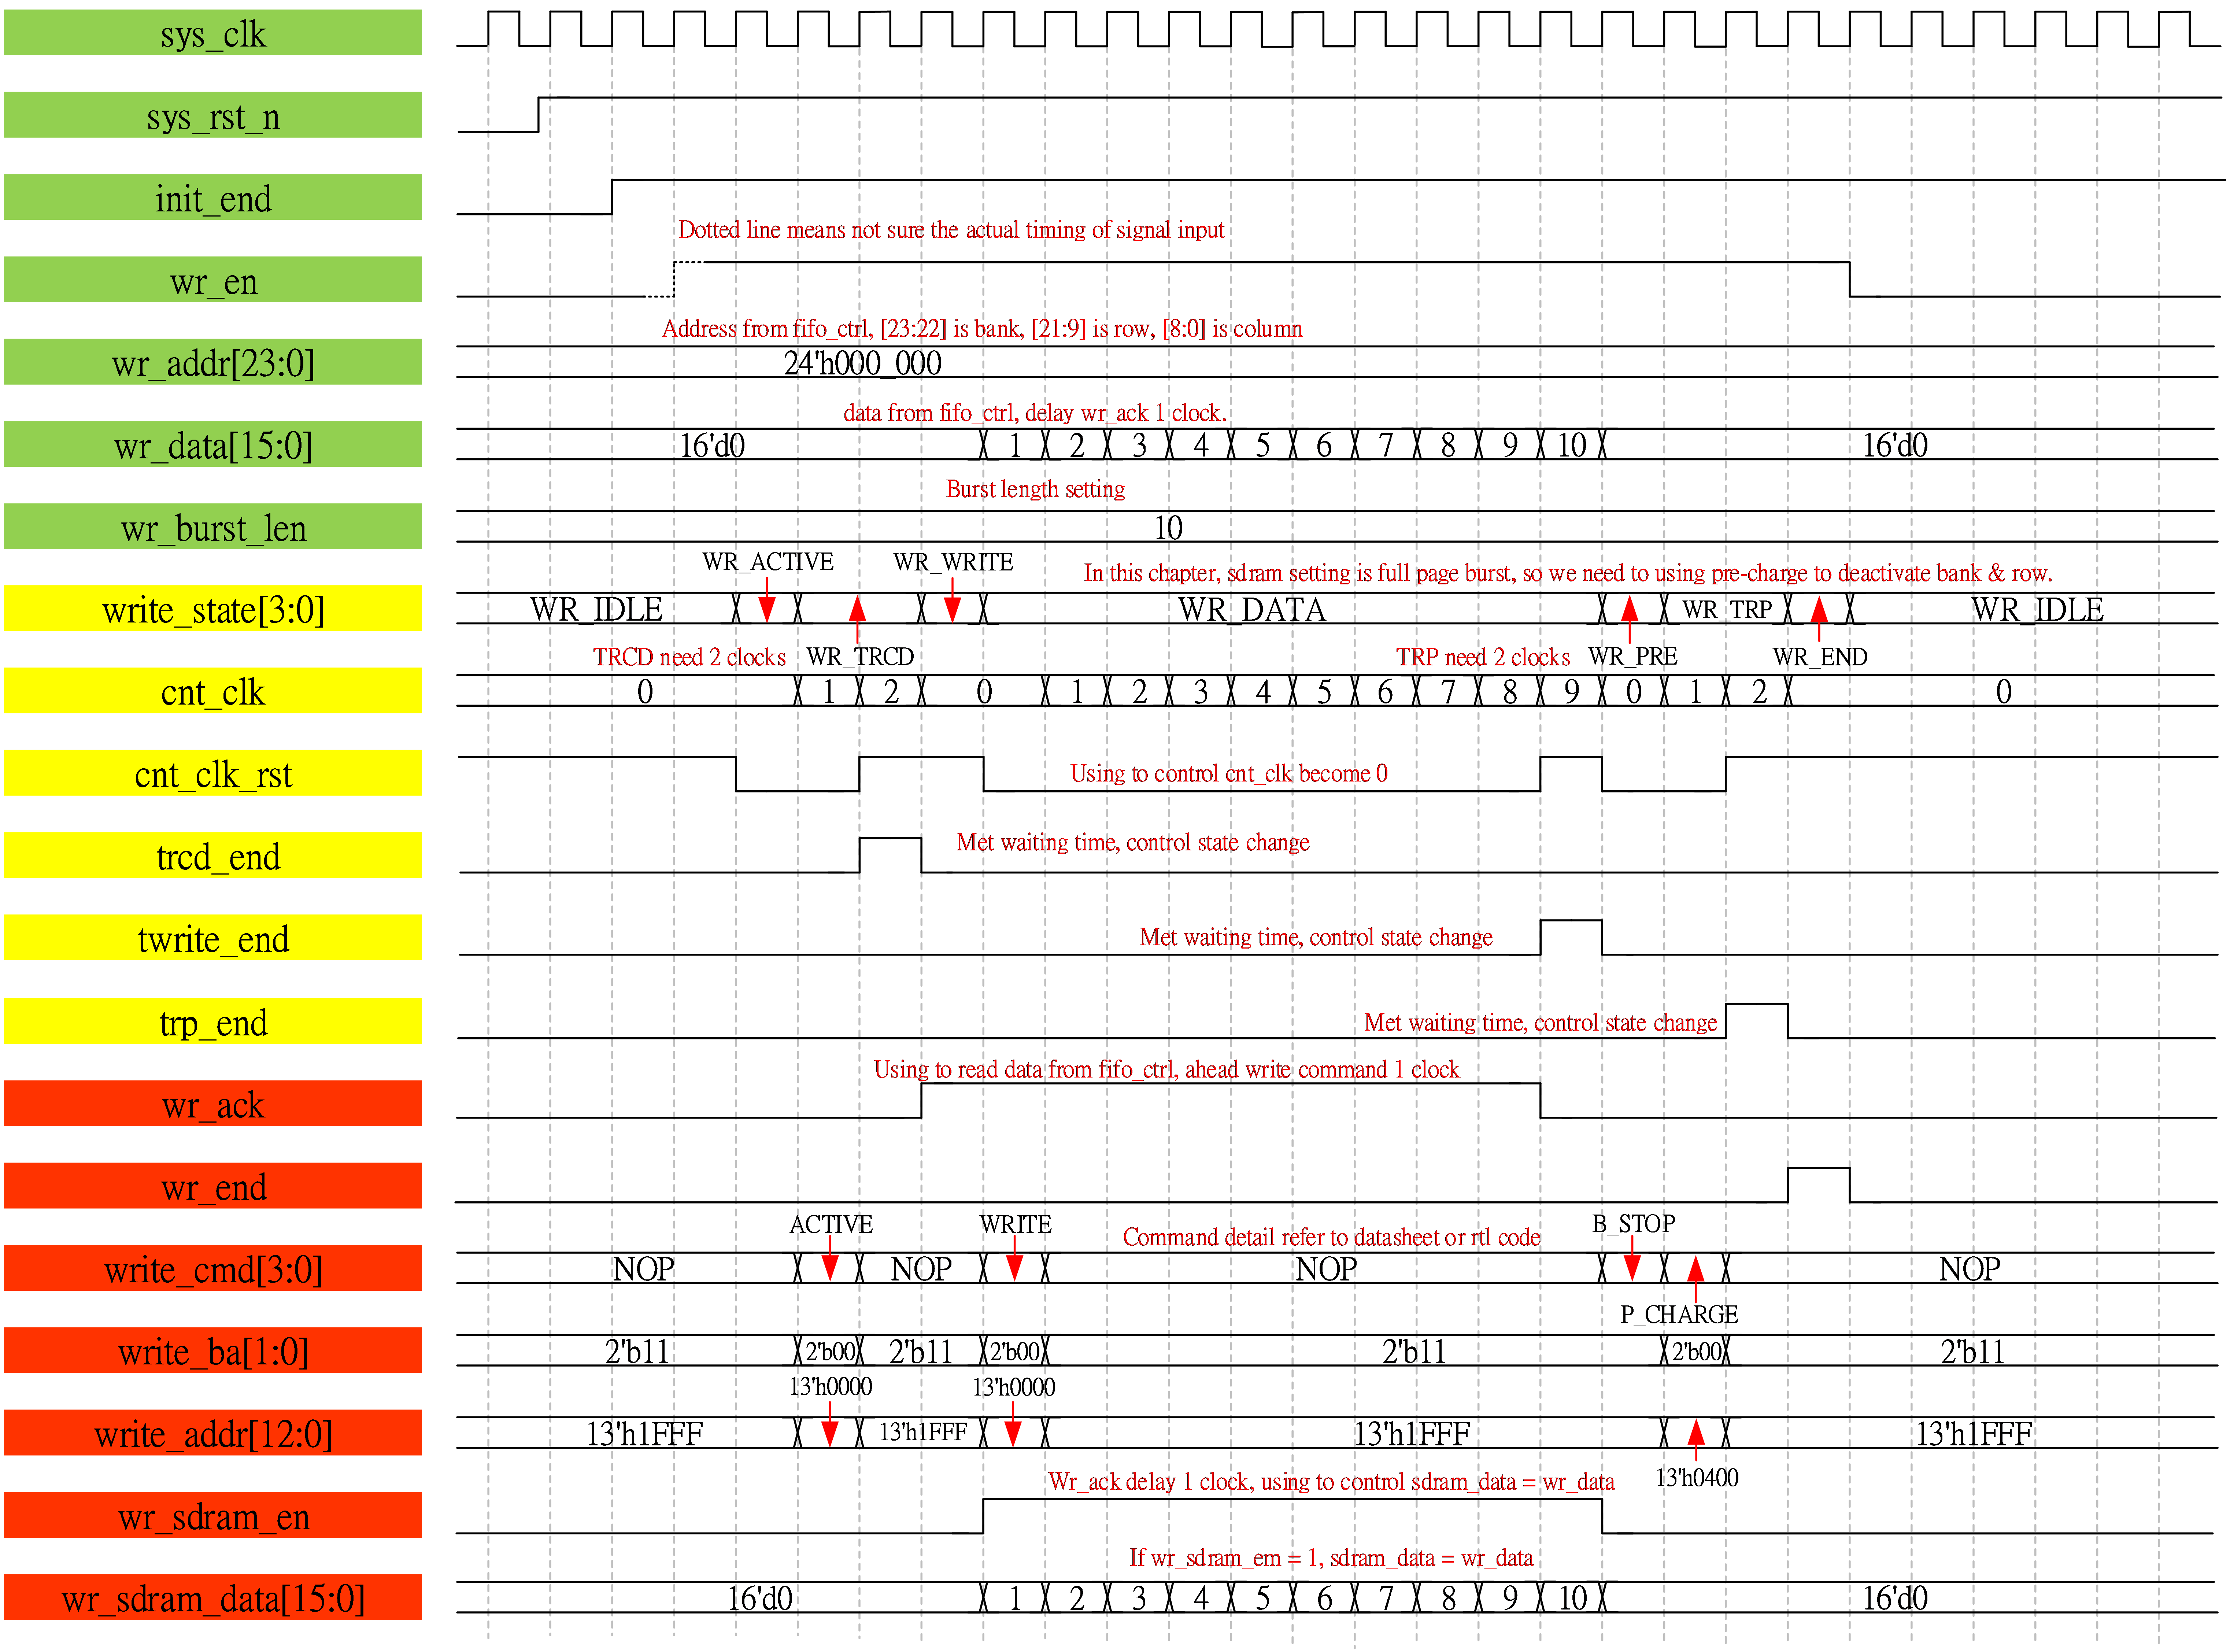 sys_clk
sys_rst_n
init_end
Dotted line means not sure the actual timing of signal input
wr_en
Address from fifo_ctrl, [23:22] is bank, [21:9] is row, [8:0] is column
wr_addr[23:0]
24'h000_000
data from fifo_ctrl, delay wr_ack 1 clock.
wr_data[15:0]
16'd0 1 2 3 4 5 6 7 8 9 10 16'd0
Burst length setting
wr_burst_len
10
WR_ACTIVE WR_WRITE
In this chapter, sdram setting is full page burst, so we need to using pre-charge to deactivate bank & row.
write_state[3:0]
WR_IDLE WR_DATA WR_TRP WR_IDLE
TRCD need 2 clocks WR_TRCD TRP need 2 clocks WR_PRE WR_END
cnt_clk
0 1 2 0 1 2 3 4 5 6 7 8 9 0 1 2 0
cnt_clk_rst
Using to control cnt_clk become 0
trcd_end
Met waiting time, control state change
twrite_end
Met waiting time, control state change
trp_end
Met waiting time, control state change
Using to read data from fifo_ctrl, ahead write command 1 clock
wr_ack
wr_end
ACTIVE WRITE B_STOP
Command detail refer to datasheet or rtl code
write_cmd[3:0]
NOP NOP NOP NOP
P_CHARGE
write_ba[1:0]
2'b11 2'b00 2'b11 2'b00 2'b11 2'b00 2'b11
13'h0000 13'h0000
write_addr[12:0]
13'h1FFF 13'h1FFF 13'h1FFF 13'h1FFF
13'h0400
Wr_ack delay 1 clock, using to control sdram_data = wr_data
wr_sdram_en
If wr_sdram_em = 1, sdram_data = wr_data
wr_sdram_data[15:0]
16'd0 1 2 3 4 5 6 7 8 9 10 16'd0